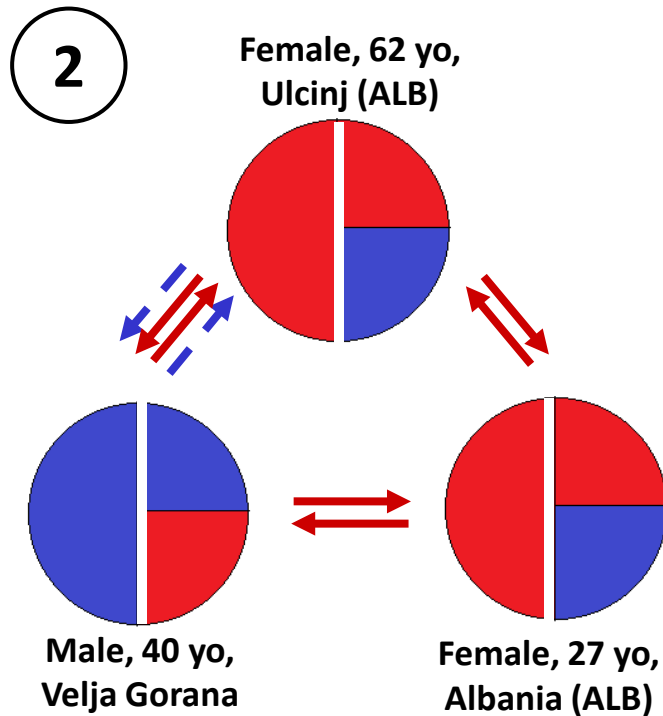 2
Female, 62 yo,
Ulcinj (ALB)
Male, 40 yo,
Velja Gorana
Female, 27 yo,
Albania (ALB)